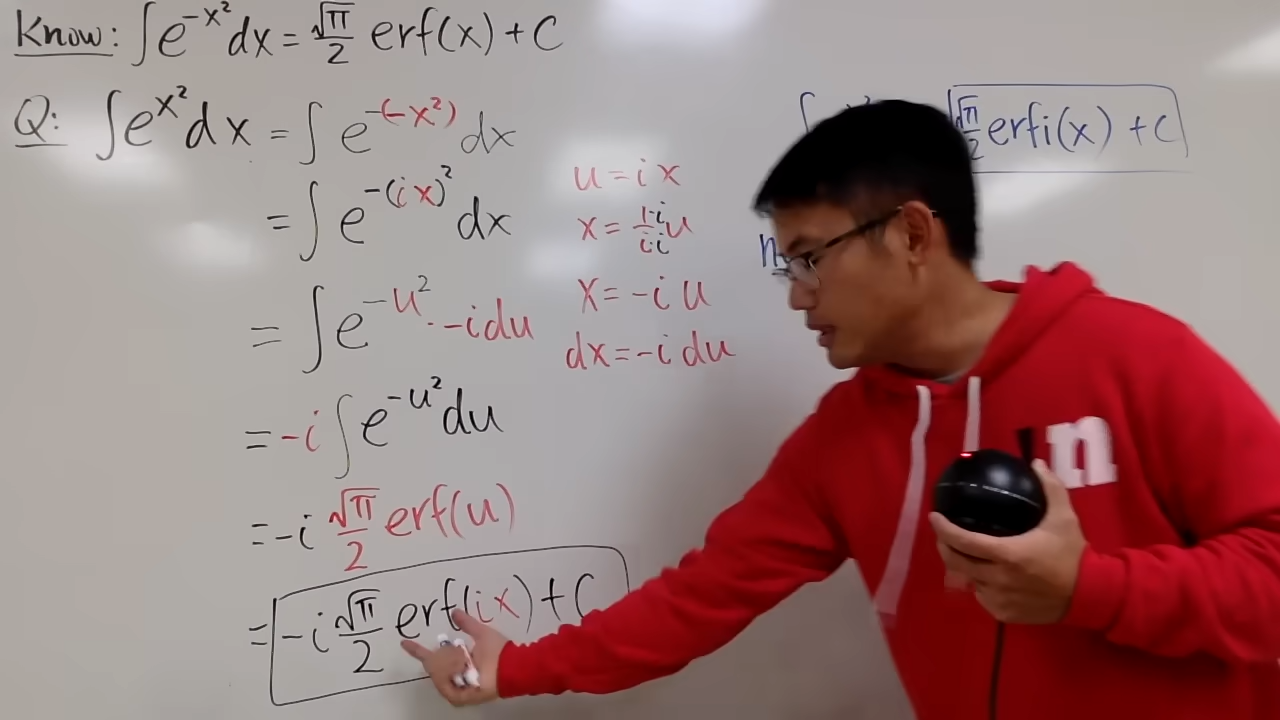 Know: ∫e^{-x²}dx = √π/2 erf(x) + C
Q: ∫e^{x²}dx = ∫e^{-(-x²)}dx
= ∫e^{-(ix)²}dx
= ∫e^{-u²}·-idu
= -i∫e^{-u²}du
= -i √π/2 erf(u)
= -i √π/2 erf(ix) + C
u = ix
x = 1·i/i·i u
x = -iu
dx = -idu
√π/2 erfi(x) + C
n